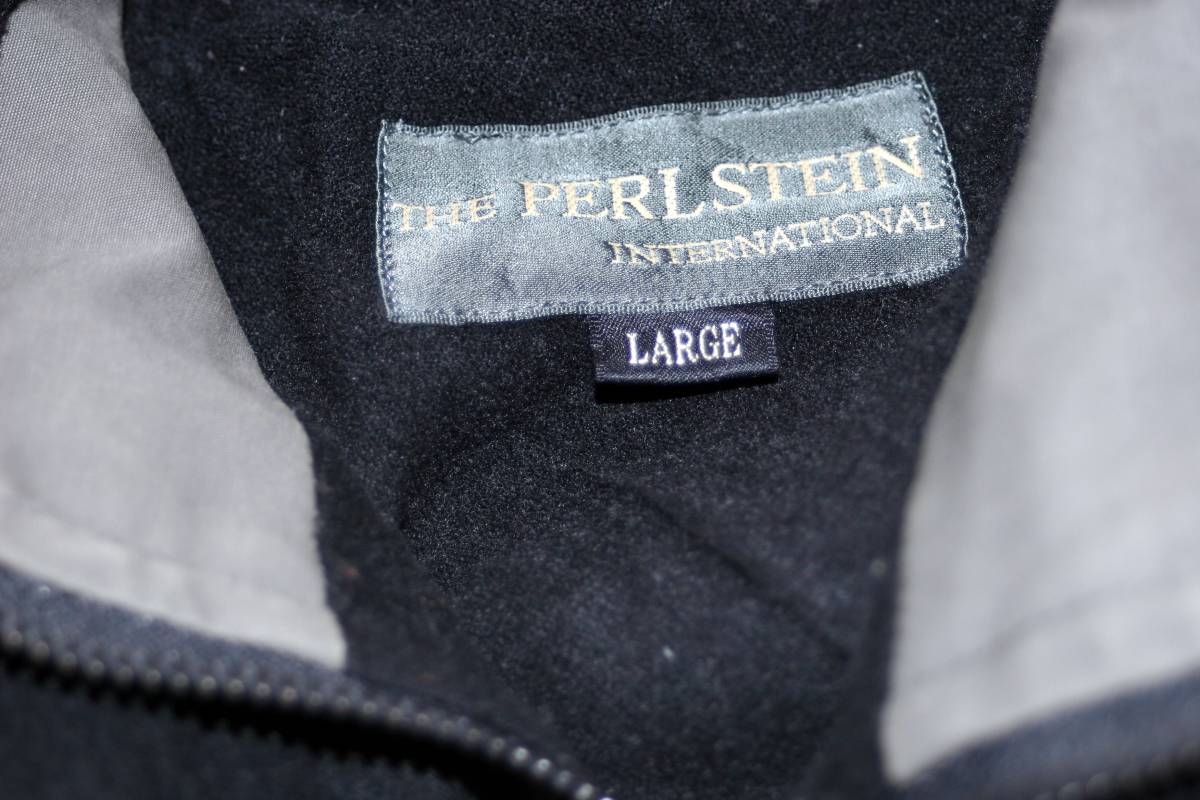 THE PERLSTEIN
INTERNATIONAL
LARGE